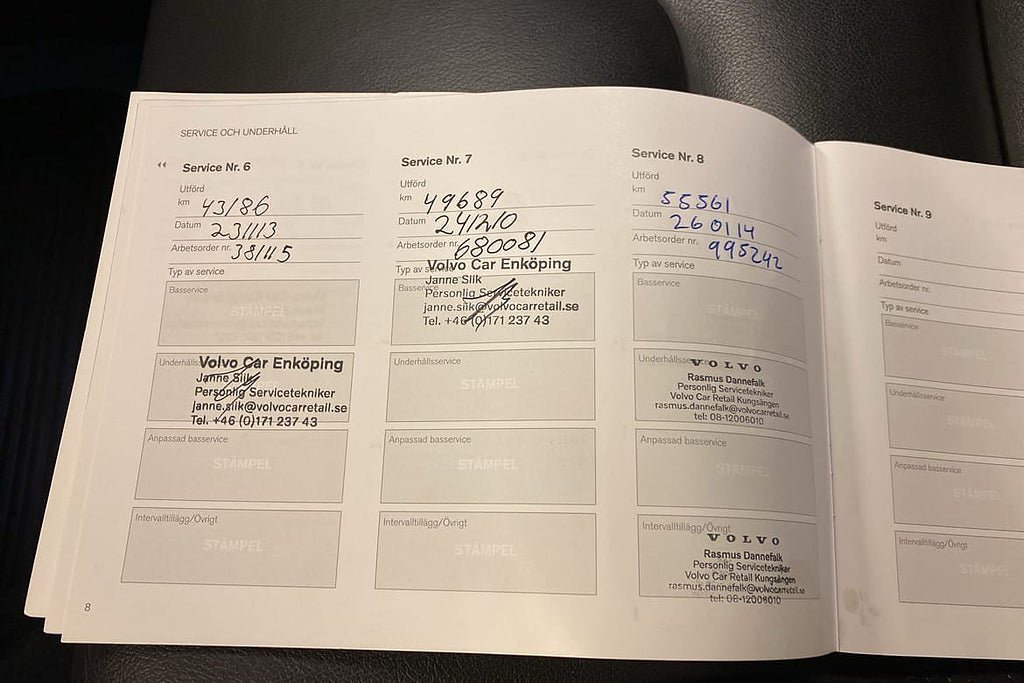 SERVICE OCH UNDERHÅLL
Service Nr. 6
Utförd
km 43186
Datum 231113
Arbetsorder nr. 38145
Typ av service
Basservice
STÄMPEL
Volvo Car Enköping
Janne Siik
Personlig Servicetekniker
janne.siik@volvocarretail.se
Tel. +46 (0)171 237 43
Anpassad basservice
STÄMPEL
Intervalltillägg/Övrigt
STÄMPEL
8
Service Nr. 7
Utförd
km 49689
Datum 241210
Arbetsorder nr. 680081
Typ av service
Basservice
Volvo Car Enköping
Janne Siik
Personlig Servicetekniker
janne.siik@volvocarretail.se
Tel. +46 (0)171 237 43
Underhållsservice
STÄMPEL
Anpassad basservice
STÄMPEL
Intervalltillägg/Övrigt
STÄMPEL
Service Nr. 8
Utförd
km 55561
Datum 260114
Arbetsorder nr. 995242
Typ av service
Basservice
STÄMPEL
VOLVO
Rasmus Dannefalk
Personlig Servicetekniker
Volvo Car Retail Kungsängen
rasmus.dannefalk@volvocarretail.se
tel: 08-12006010
Anpassad basservice
STÄMPEL
Intervalltillägg/Övrigt
VOLVO
Rasmus Dannefalk
Personlig Servicetekniker
Volvo Car Retail Kungsängen
rasmus.dannefalk@volvocarretail.se
tel: 08-12006010
Service Nr. 9
Utförd
km
Datum
Arbetsorder nr.
Typ av service
Basservice
STÄMPEL
Underhållsservice
STÄMPEL
Anpassad basservice
STÄMPEL
Intervalltillägg/Övrigt
STÄMPEL